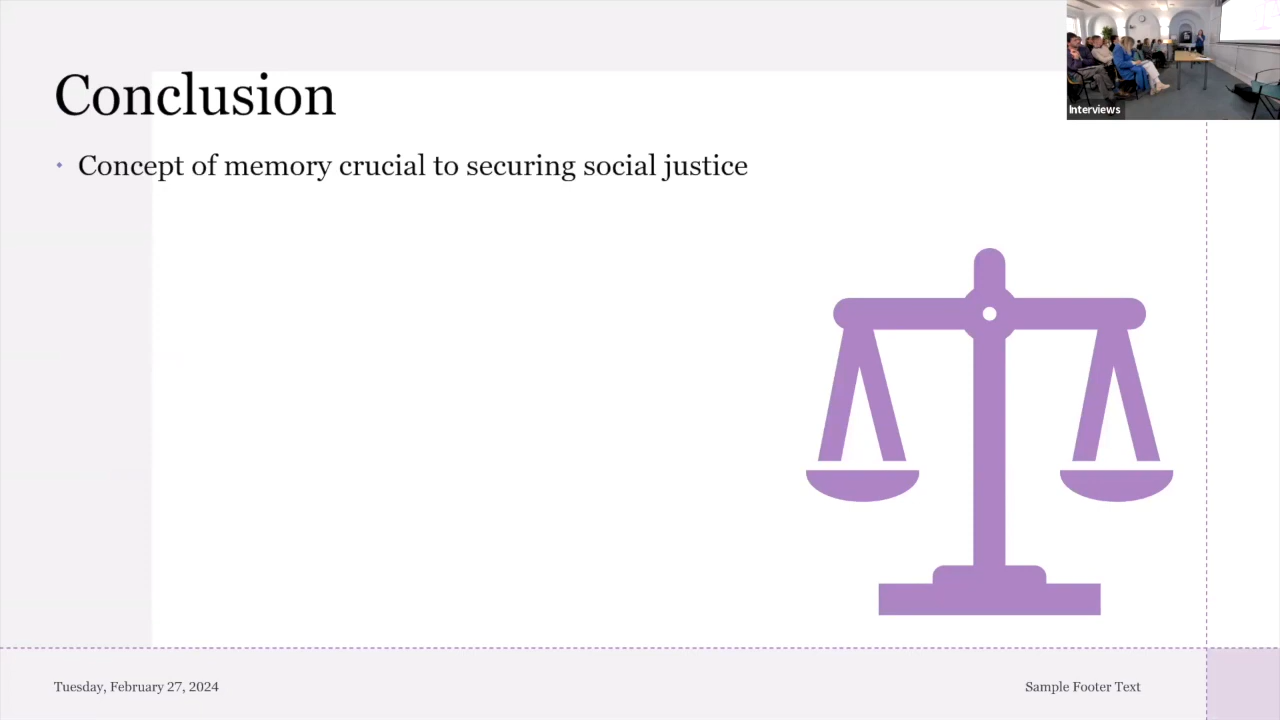 Conclusion
Concept of memory crucial to securing social justice
Interviews
Tuesday, February 27, 2024
Sample Footer Text